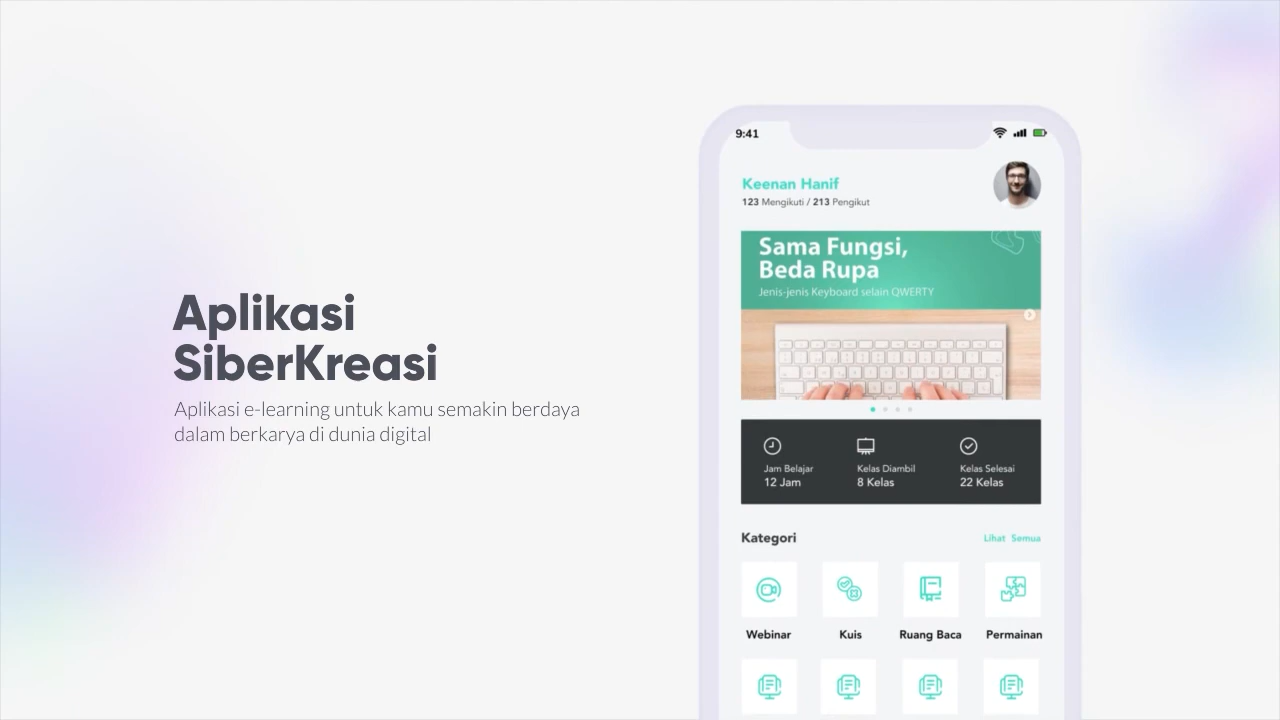 Aplikasi
SiberKreasi
Aplikasi e-learning untuk kamu semakin berdaya
dalam berkarya di dunia digital
9:41
Keenan Hanif
123 Mengikuti / 213 Pengikut
Sama Fungsi,
Beda Rupa
Jenis-jenis Keyboard selain QWERTY
Jam Belajar
12 Jam
Kelas Diambil
8 Kelas
Kelas Selesai
22 Kelas
Kategori
Lihat Semua
Webinar
Kuis
Ruang Baca
Permainan